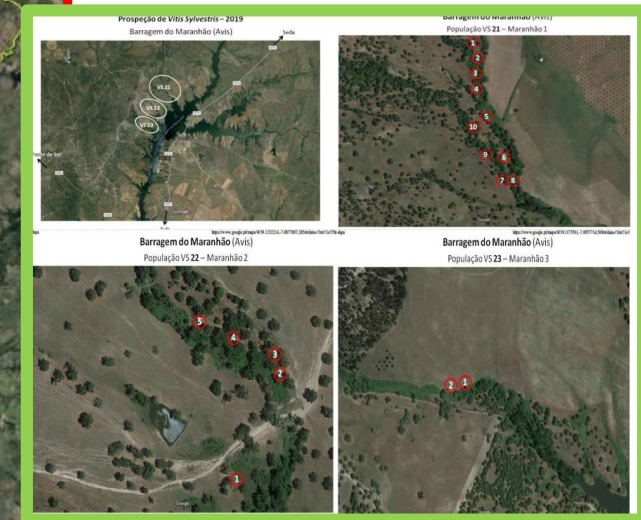 Prospeção de Vitis Sylvestris – 2019
Barragem do Maranhão (Avis)
Seda
VS 21
VS 22
VS 23
Google
Barragem do Maranhão (Avis)
População VS 21 – Maranhão 1
1
2
3
4
5
10
9
6
7
8
Barragem do Maranhão (Avis)
População VS 22 – Maranhão 2
5
4
3
2
1
Google
Barragem do Maranhão (Avis)
População VS 23 – Maranhão 3
2
1